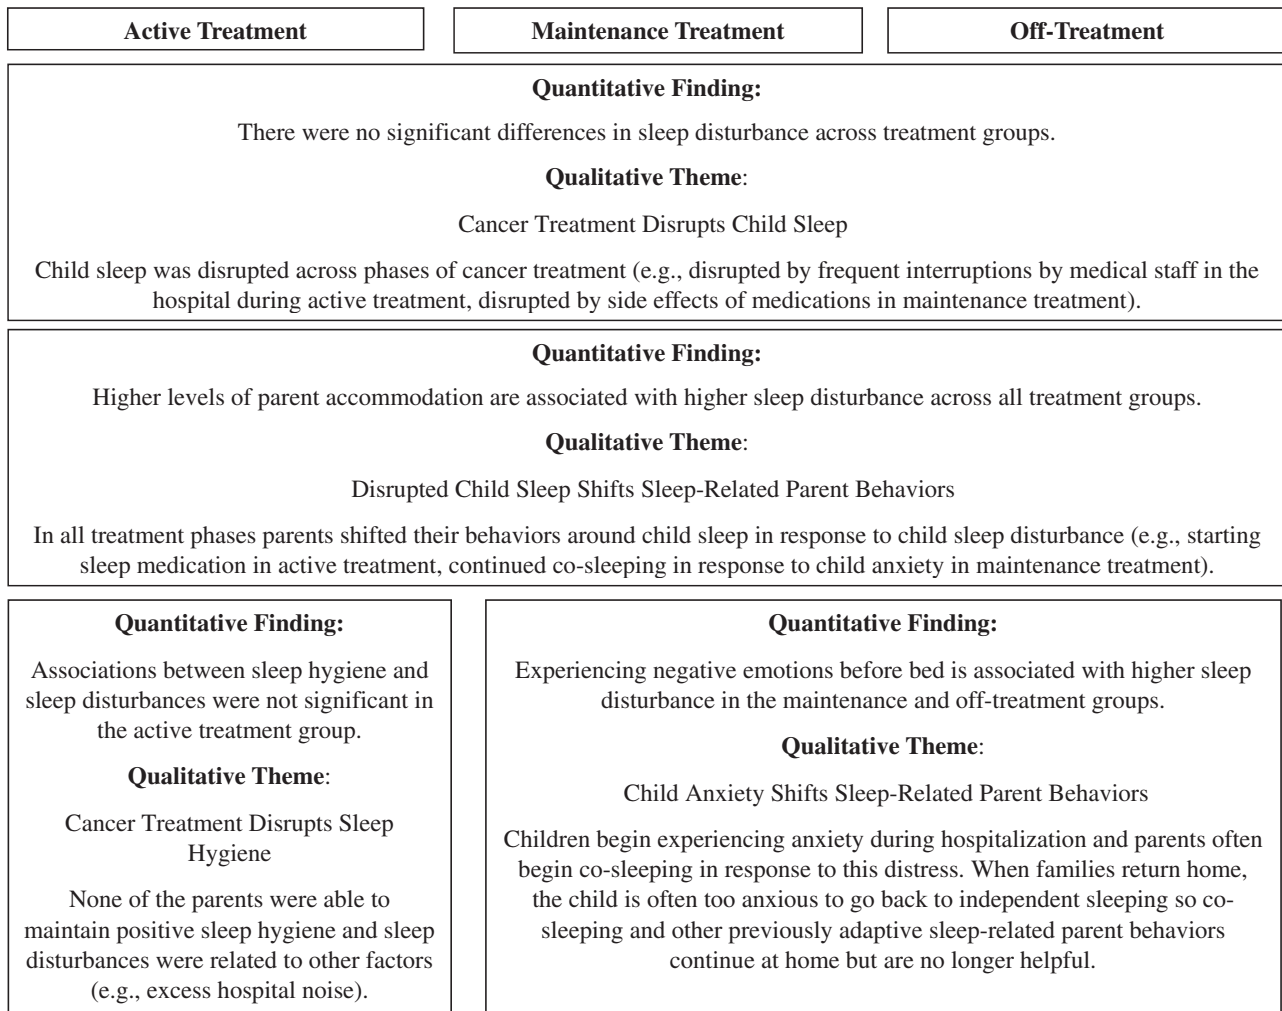 Active Treatment
Maintenance Treatment
Off-Treatment
Quantitative Finding:
There were no significant differences in sleep disturbance across treatment groups.
Qualitative Theme:
Cancer Treatment Disrupts Child Sleep
Child sleep was disrupted across phases of cancer treatment (e.g., disrupted by frequent interruptions by medical staff in the
hospital during active treatment, disrupted by side effects of medications in maintenance treatment).
Quantitative Finding:
Higher levels of parent accommodation are associated with higher sleep disturbance across all treatment groups.
Qualitative Theme:
Disrupted Child Sleep Shifts Sleep-Related Parent Behaviors
In all treatment phases parents shifted their behaviors around child sleep in response to child sleep disturbance (e.g., starting
sleep medication in active treatment, continued co-sleeping in response to child anxiety in maintenance treatment).
Quantitative Finding:
Associations between sleep hygiene and
sleep disturbances were not significant in
the active treatment group.
Qualitative Theme:
Cancer Treatment Disrupts Sleep
Hygiene
None of the parents were able to
maintain positive sleep hygiene and sleep
disturbances were related to other factors
(e.g., excess hospital noise).
Quantitative Finding:
Experiencing negative emotions before bed is associated with higher sleep
disturbance in the maintenance and off-treatment groups.
Qualitative Theme:
Child Anxiety Shifts Sleep-Related Parent Behaviors
Children begin experiencing anxiety during hospitalization and parents often
begin co-sleeping in response to this distress. When families return home,
the child is often too anxious to go back to independent sleeping so co-
sleeping and other previously adaptive sleep-related parent behaviors
continue at home but are no longer helpful.